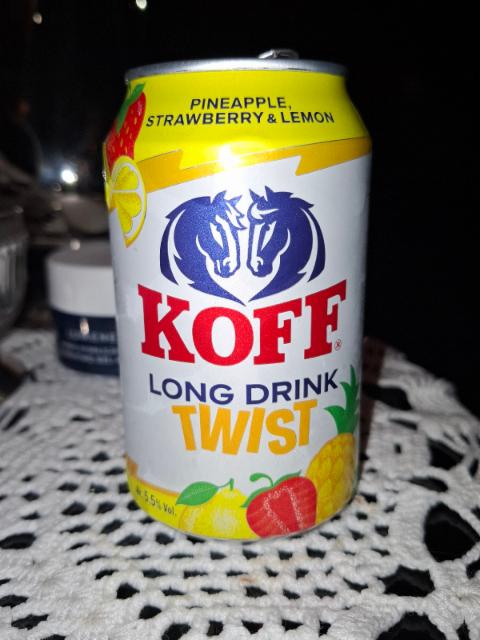 PINEAPPLE,
STRAWBERRY & LEMON
KOFF®
LONG DRINK
TWIST
5,5% Vol.